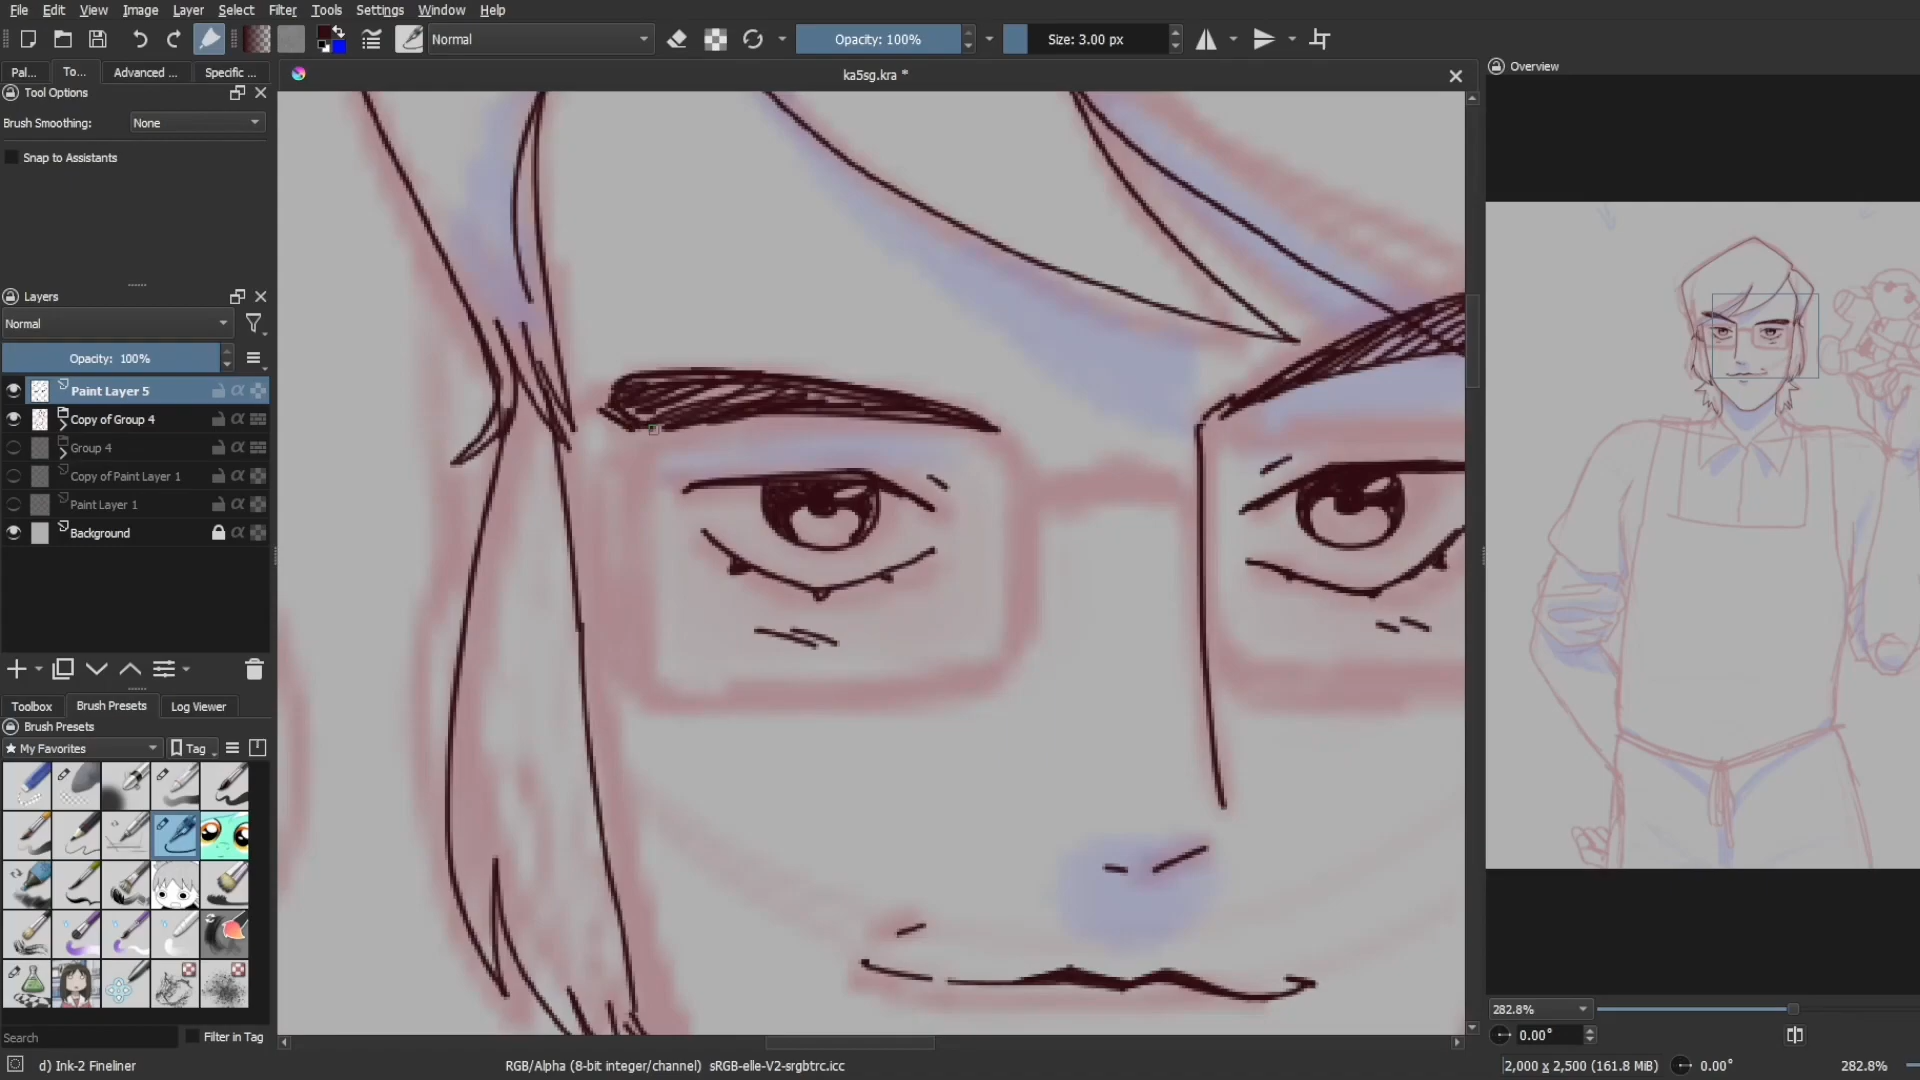 File Edit View Image Layer Select Filter Tools Settings Window Help
Normal Opacity: 100% Size: 3.00 px
Pal... To... Advanced ... Specific ...
ka5sg.kra *
Overview
Tool Options
Brush Smoothing: None
Snap to Assistants
Layers
Normal
Opacity: 100%
Paint Layer 5
Copy of Group 4
Group 4
Copy of Paint Layer 1
Paint Layer 1
Background
Toolbox Brush Presets Log Viewer
Brush Presets
★ My Favorites Tag
Search Filter in Tag
282.8%
0.00°
d) Ink-2 Fineliner RGB/Alpha (8-bit integer/channel) sRGB-elle-V2-srgbtrc.icc 2,000 x 2,500 (161.8 MiB) 0.00° 282.8%